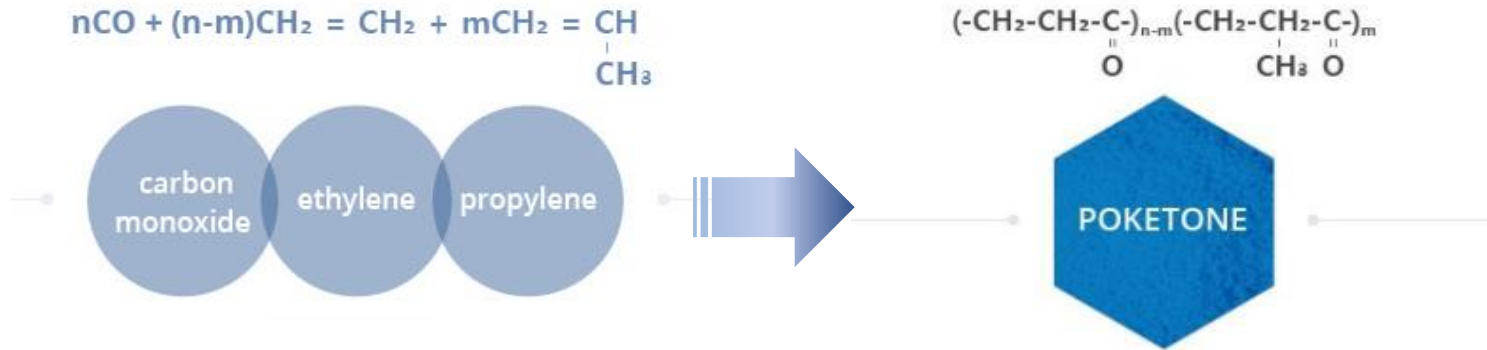 nCO + (n-m)CH₂ = CH₂ + mCH₂ = CH
CH₃
(-CH₂-CH₂-C-)ₙ₋ₘ(-CH₂-CH₂-C-)ₘ
O CH₃ O
carbon
monoxide
ethylene
propylene
POKETONE